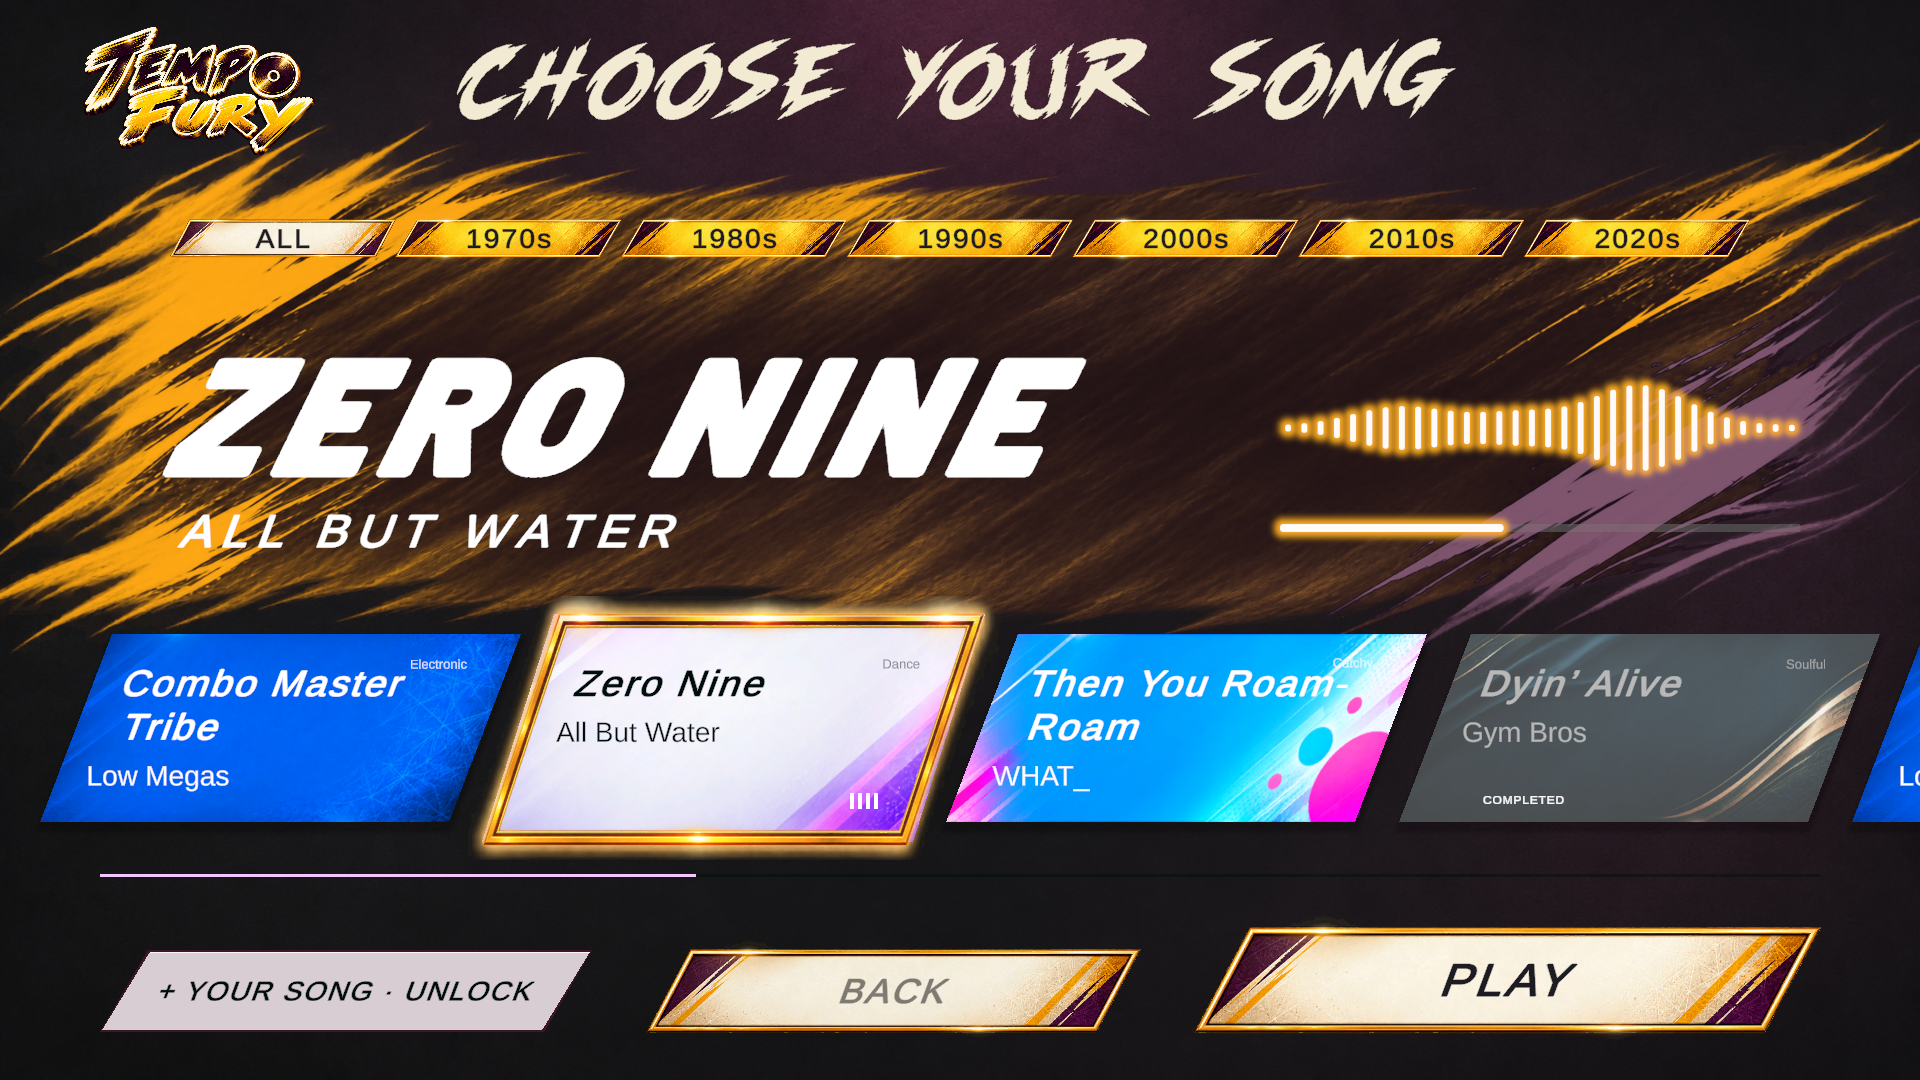 TEMPO
FURY
CHOOSE YOUR SONG
ALL
1970s
1980s
1990s
2000s
2010s
2020s
ZERO NINE
ALL BUT WATER
Combo Master
Tribe
Electronic
Low Megas
Zero Nine
Dance
All But Water
Then You Roam-
Roam
Catchy
WHAT_
Dyin’ Alive
Soulful
Gym Bros
COMPLETED
Lo
+ YOUR SONG · UNLOCK
BACK
PLAY